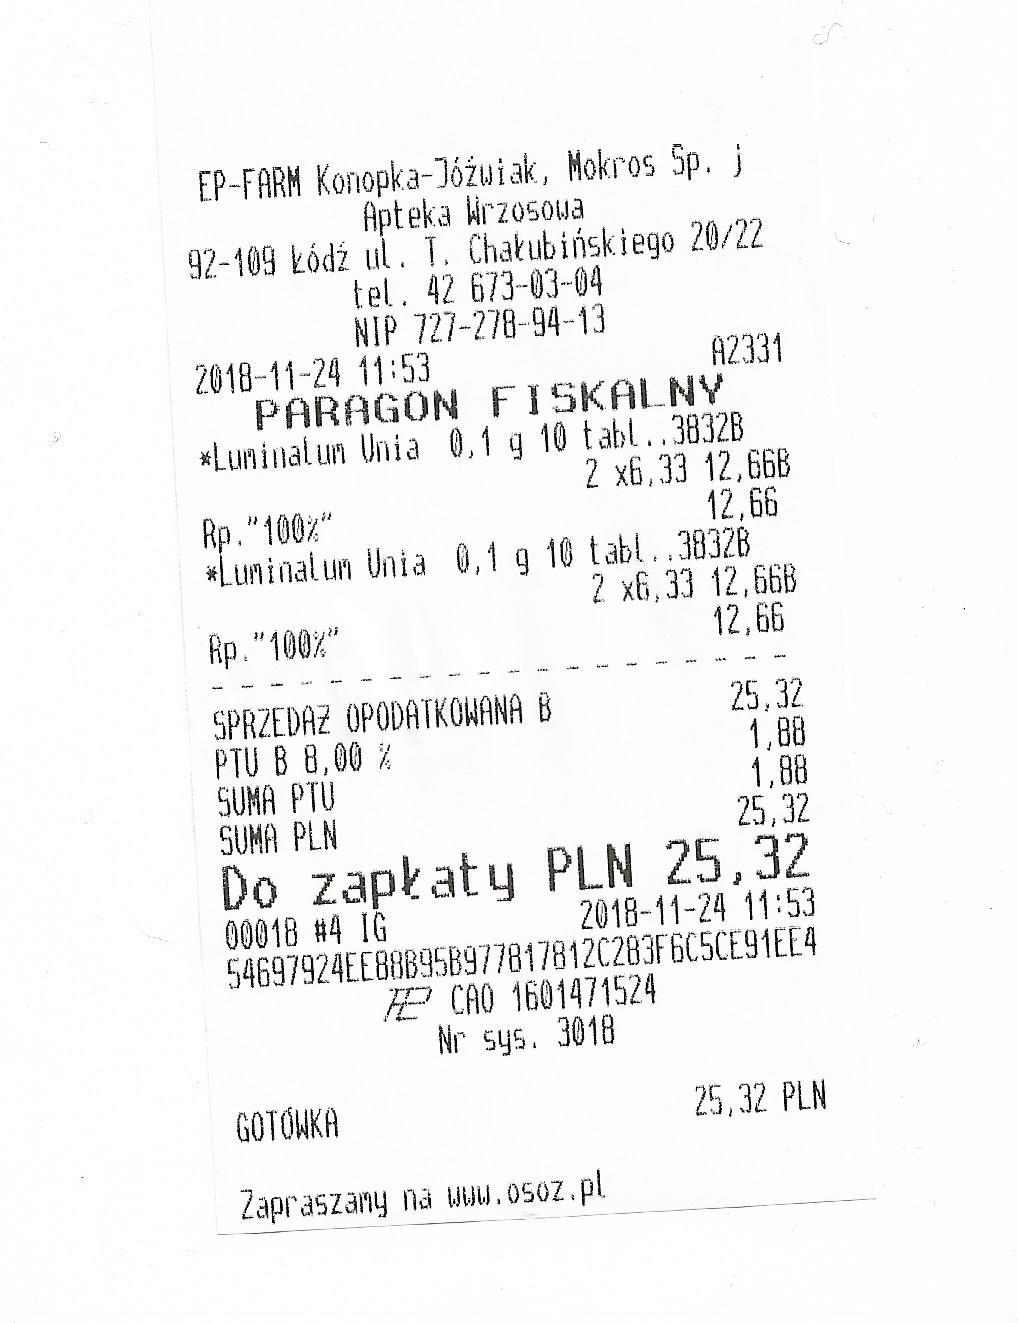 EP-FARM Konopka-Jóźwiak, Mokros Sp. j
Apteka Wrzosowa
92-109 Łódź ul. T. Chałubińskiego 20/22
tel. 42 673-03-04
NIP 727-278-94-13
2018-11-24 11:53 A2331
PARAGON FISKALNY
*Luminalum Unia 0,1 g 10 tabl..3832B
2 x6,33 12,66B
Rp."100%" 12,66
*Luminalum Unia 0,1 g 10 tabl..3832B
2 x6,33 12,66B
Rp."100%" 12,66
SPRZEDAŻ OPODATKOWANA B 25,32
PTU B 8,00 % 1,88
SUMA PTU 1,88
SUMA PLN 25,32
Do zapłaty PLN 25,32
00018 #4 IG 2018-11-24 11:53
54697924EE88B95B977817812C283F6C5CE91EE4
CAO 1601471524
Nr sys. 3018
GOTÓWKA 25,32 PLN
Zapraszamy na www.osoz.pl